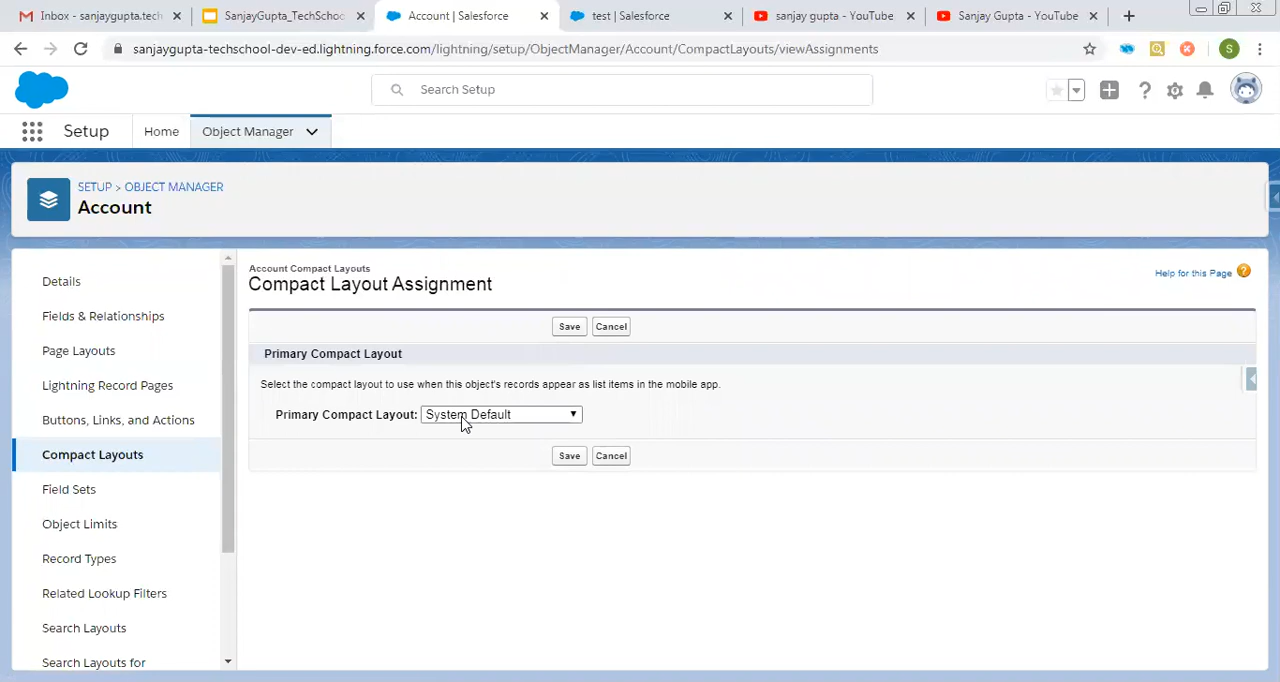 Inbox - sanjaygupta.tech
SanjayGupta_TechSchoo
Account | Salesforce
test | Salesforce
sanjay gupta - YouTube
Sanjay Gupta - YouTube
sanjaygupta-techschool-dev-ed.lightning.force.com/lightning/setup/ObjectManager/Account/CompactLayouts/viewAssignments
S
Search Setup
Setup
Home
Object Manager
SETUP > OBJECT MANAGER
Account
Details
Fields & Relationships
Page Layouts
Lightning Record Pages
Buttons, Links, and Actions
Compact Layouts
Field Sets
Object Limits
Record Types
Related Lookup Filters
Search Layouts
Search Layouts for
Account Compact Layouts
Compact Layout Assignment
Help for this Page ?
Save Cancel
Primary Compact Layout
Select the compact layout to use when this object's records appear as list items in the mobile app.
Primary Compact Layout: System Default
Save Cancel